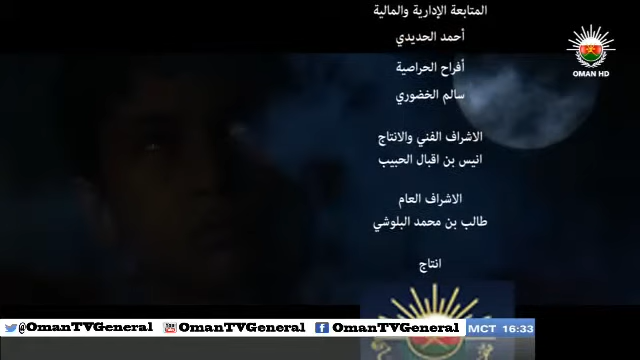 المتابعة الإدارية والمالية
أحمد الحديدي
أفراح الحراصية
سالم الخضوري
الاشراف الفني والانتاج
انيس بن اقبال الحبيب
الاشراف العام
طالب بن محمد البلوشي
انتاج
OMAN HD
@OmanTVGeneral OmanTVGeneral OmanTVGeneral MCT 16:33